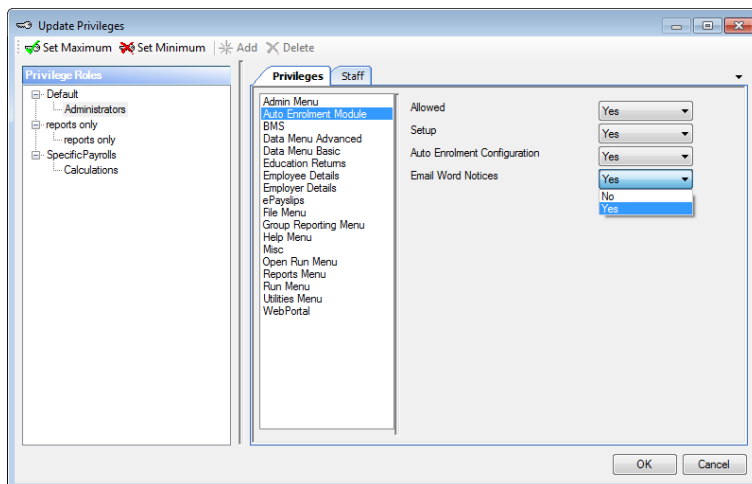 Update Privileges
Set Maximum Set Minimum Add Delete
Privilege Roles
Default
Administrators
reports only
reports only
SpecificPayrolls
Calculations
Privileges Staff
Admin Menu
Auto Enrolment Module
BMS
Data Menu Advanced
Data Menu Basic
Education Returns
Employee Details
Employer Details
ePayslips
File Menu
Group Reporting Menu
Help Menu
Misc
Open Run Menu
Reports Menu
Run Menu
Utilities Menu
WebPortal
Allowed Yes
Setup Yes
Auto Enrolment Configuration Yes
Email Word Notices Yes
No
Yes
OK Cancel